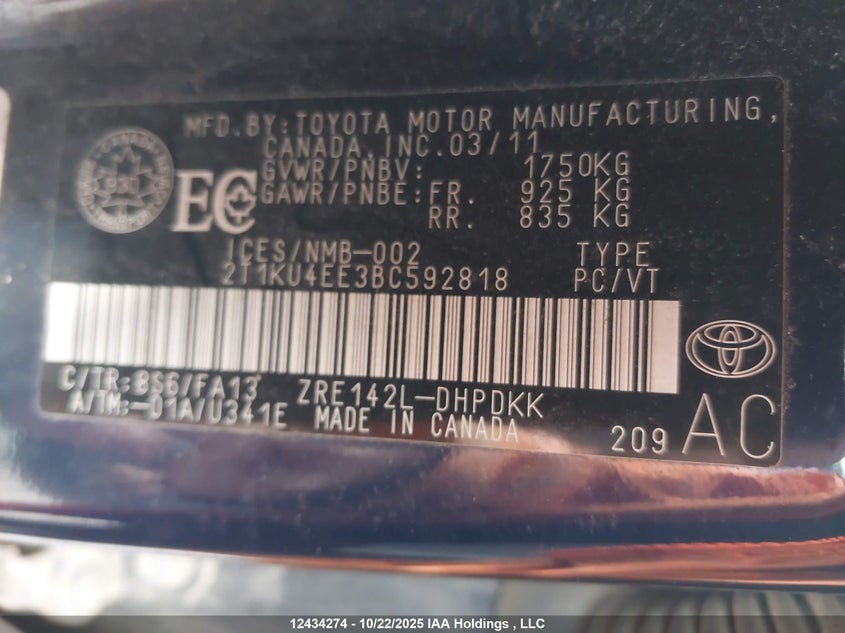 MFD.BY:TOYOTA MOTOR MANUFACTURING,
CANADA,INC.03/11
GVWR/PNBV: 1750KG
GAWR/PNBE:FR. 925 KG
RR. 835 KG
EC
ICES/NMB-002 TYPE
2T1KU4EE3BC592818 PC/VT
C/TR:8S6/FA13 ZRE142L-DHPDKK
A/TM:-01A/U341E MADE IN CANADA
209 AC
12434274 - 10/22/2025 IAA Holdings , LLC